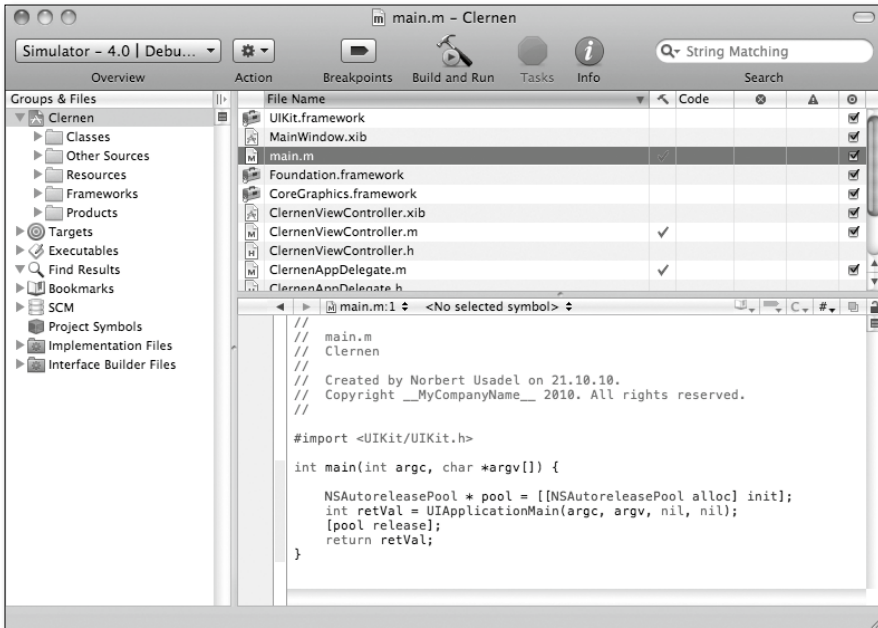 main.m – Clernen
Simulator – 4.0 | Debu...
String Matching
Overview
Action
Breakpoints
Build and Run
Tasks
Info
Search
Groups & Files
Clernen
Classes
Other Sources
Resources
Frameworks
Products
Targets
Executables
Find Results
Bookmarks
SCM
Project Symbols
Implementation Files
Interface Builder Files
File Name
Code
UIKit.framework
MainWindow.xib
main.m
Foundation.framework
CoreGraphics.framework
ClernenViewController.xib
ClernenViewController.m
ClernenViewController.h
ClernenAppDelegate.m
ClernenAppDelegate.h
main.m:1 <No selected symbol> C #
//
// main.m
// Clernen
//
// Created by Norbert Usadel on 21.10.10.
// Copyright __MyCompanyName__ 2010. All rights reserved.
//
#import <UIKit/UIKit.h>
int main(int argc, char *argv[]) {
NSAutoreleasePool * pool = [[NSAutoreleasePool alloc] init];
int retVal = UIApplicationMain(argc, argv, nil, nil);
[pool release];
return retVal;
}